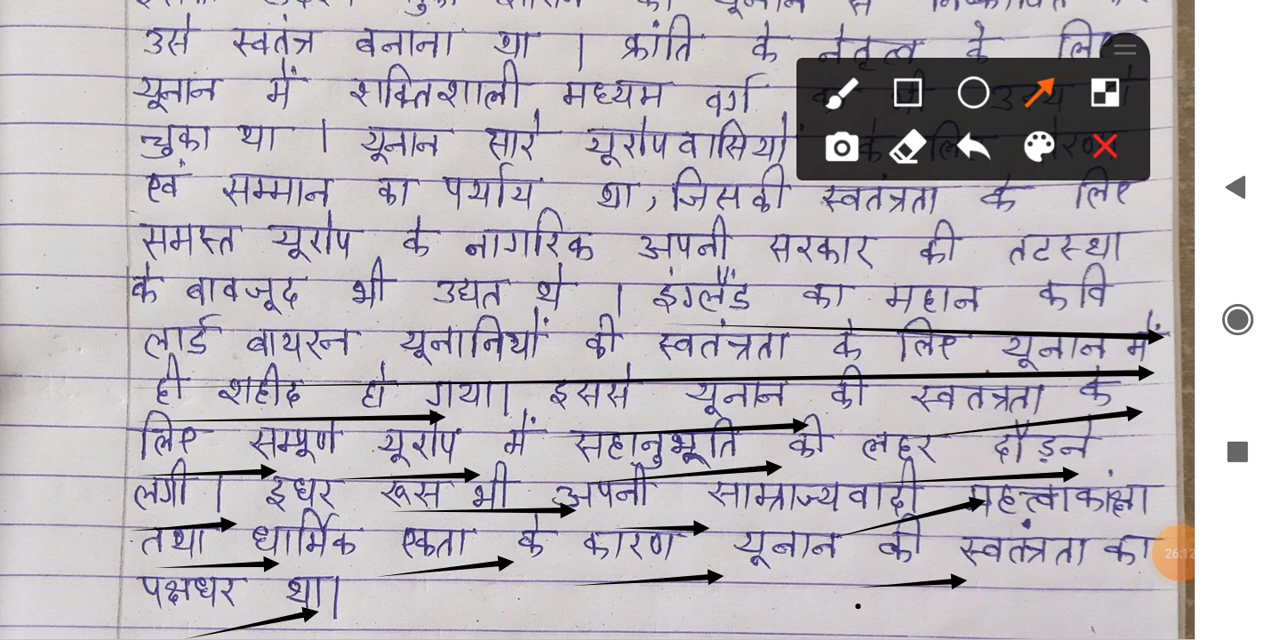 उसे स्वतंत्र बनाना था । क्रांति के नेतृत्व के लिए
यूनान में शक्तिशाली मध्यम वर्ग
चुका था । यूनान सारे यूरोपवासियों के लिए
एवं सम्मान का पर्याय था, जिसकी स्वतंत्रता के लिए
समस्त यूरोप के नागरिक अपनी सरकार की तटस्था
के बावजूद भी उद्यत थे । इंग्लैंड का महान कवि
लार्ड बायरन यूनानियों की स्वतंत्रता के लिए यूनान में
ही शहीद हो गया। इससे यूनान की स्वतंत्रता के
लिए सम्पूर्ण यूरोप में सहानुभूति की लहर दौड़ने
लगी । इधर रूस भी अपनी साम्राज्यवादी महत्वाकांक्षा
तथा धार्मिक एकता के कारण यूनान की स्वतंत्रता का
पक्षधर था।
26:12